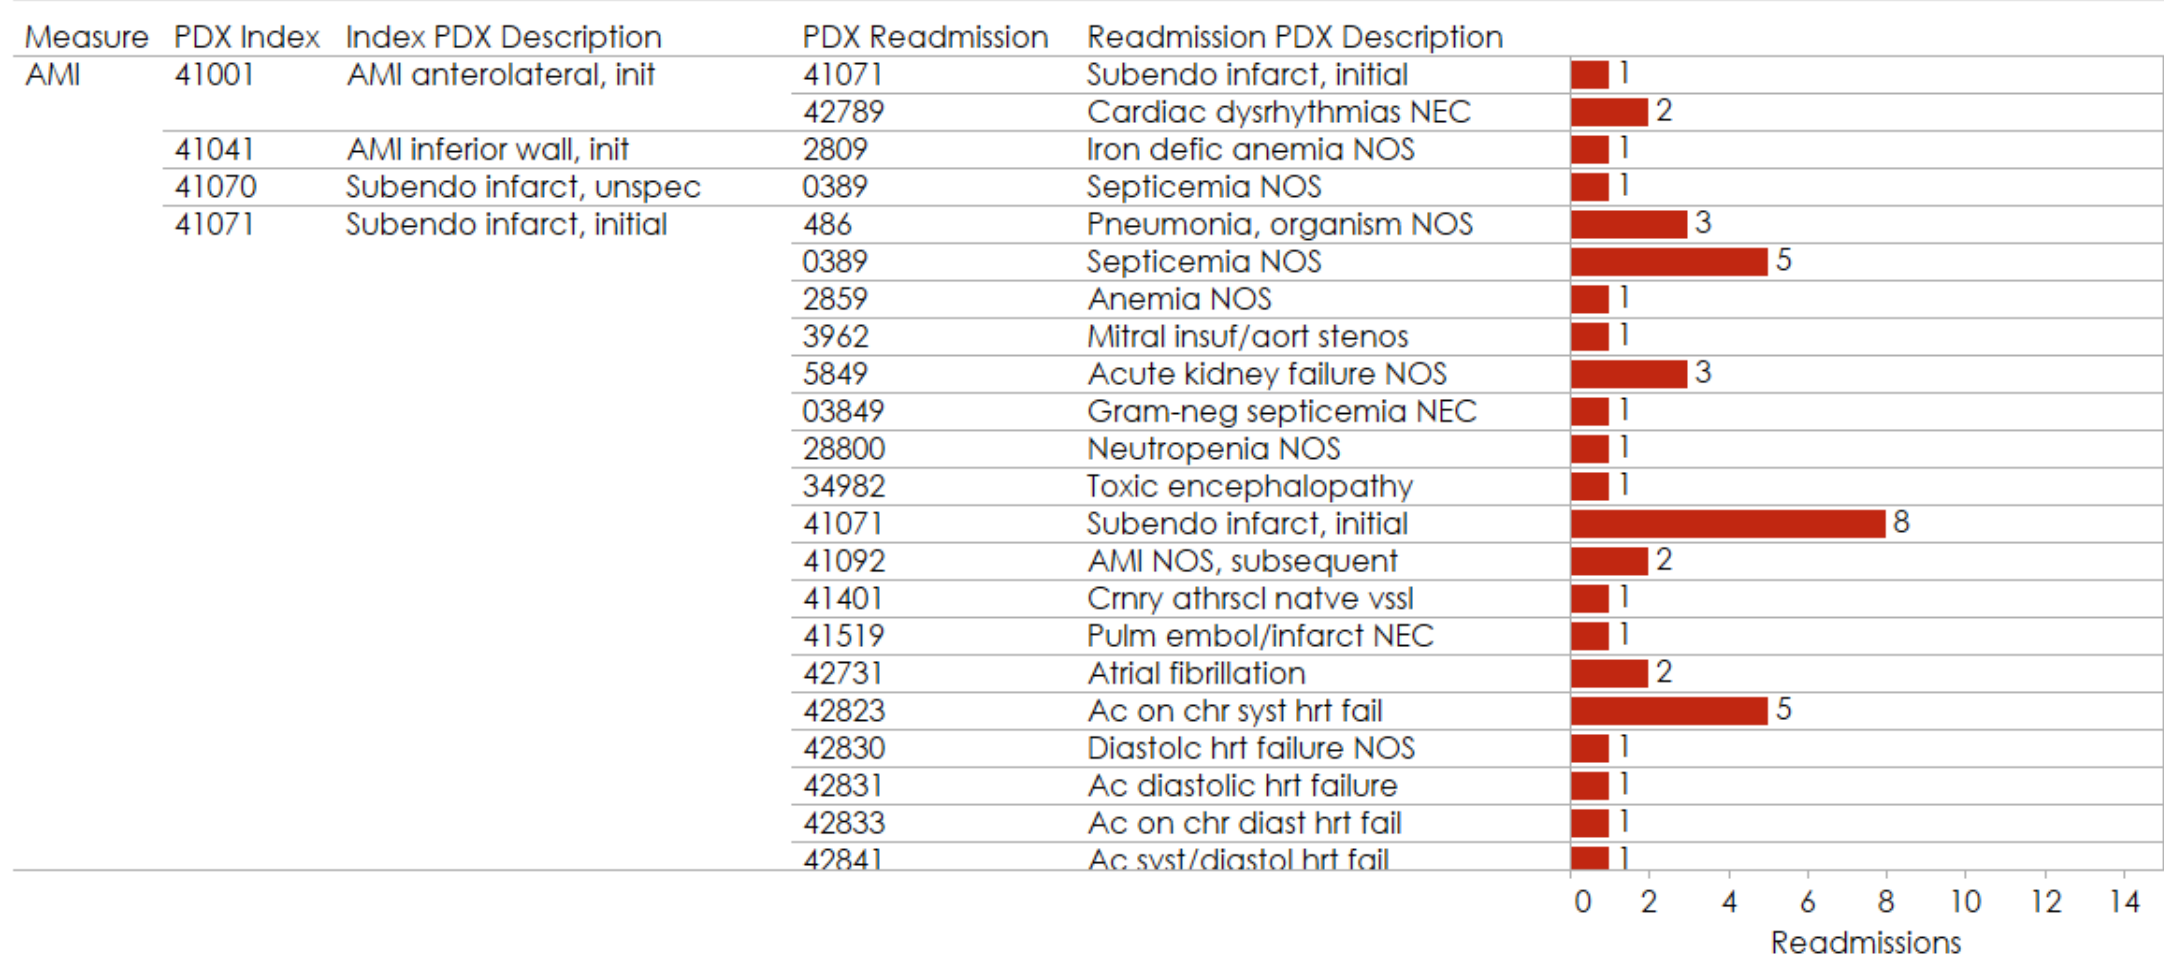 Measure PDX Index Index PDX Description PDX Readmission Readmission PDX Description
AMI 41001 AMI anterolateral, init 41071 Subendo infarct, initial 1
42789 Cardiac dysrhythmias NEC 2
41041 AMI inferior wall, init 2809 Iron defic anemia NOS 1
41070 Subendo infarct, unspec 0389 Septicemia NOS 1
41071 Subendo infarct, initial 486 Pneumonia, organism NOS 3
0389 Septicemia NOS 5
2859 Anemia NOS 1
3962 Mitral insuf/aort stenos 1
5849 Acute kidney failure NOS 3
03849 Gram-neg septicemia NEC 1
28800 Neutropenia NOS 1
34982 Toxic encephalopathy 1
41071 Subendo infarct, initial 8
41092 AMI NOS, subsequent 2
41401 Crnry athrscl natve vssl 1
41519 Pulm embol/infarct NEC 1
42731 Atrial fibrillation 2
42823 Ac on chr syst hrt fail 5
42830 Diastolc hrt failure NOS 1
42831 Ac diastolic hrt failure 1
42833 Ac on chr diast hrt fail 1
42841 Ac syst/diastol hrt fail 1
0 2 4 6 8 10 12 14
Readmissions